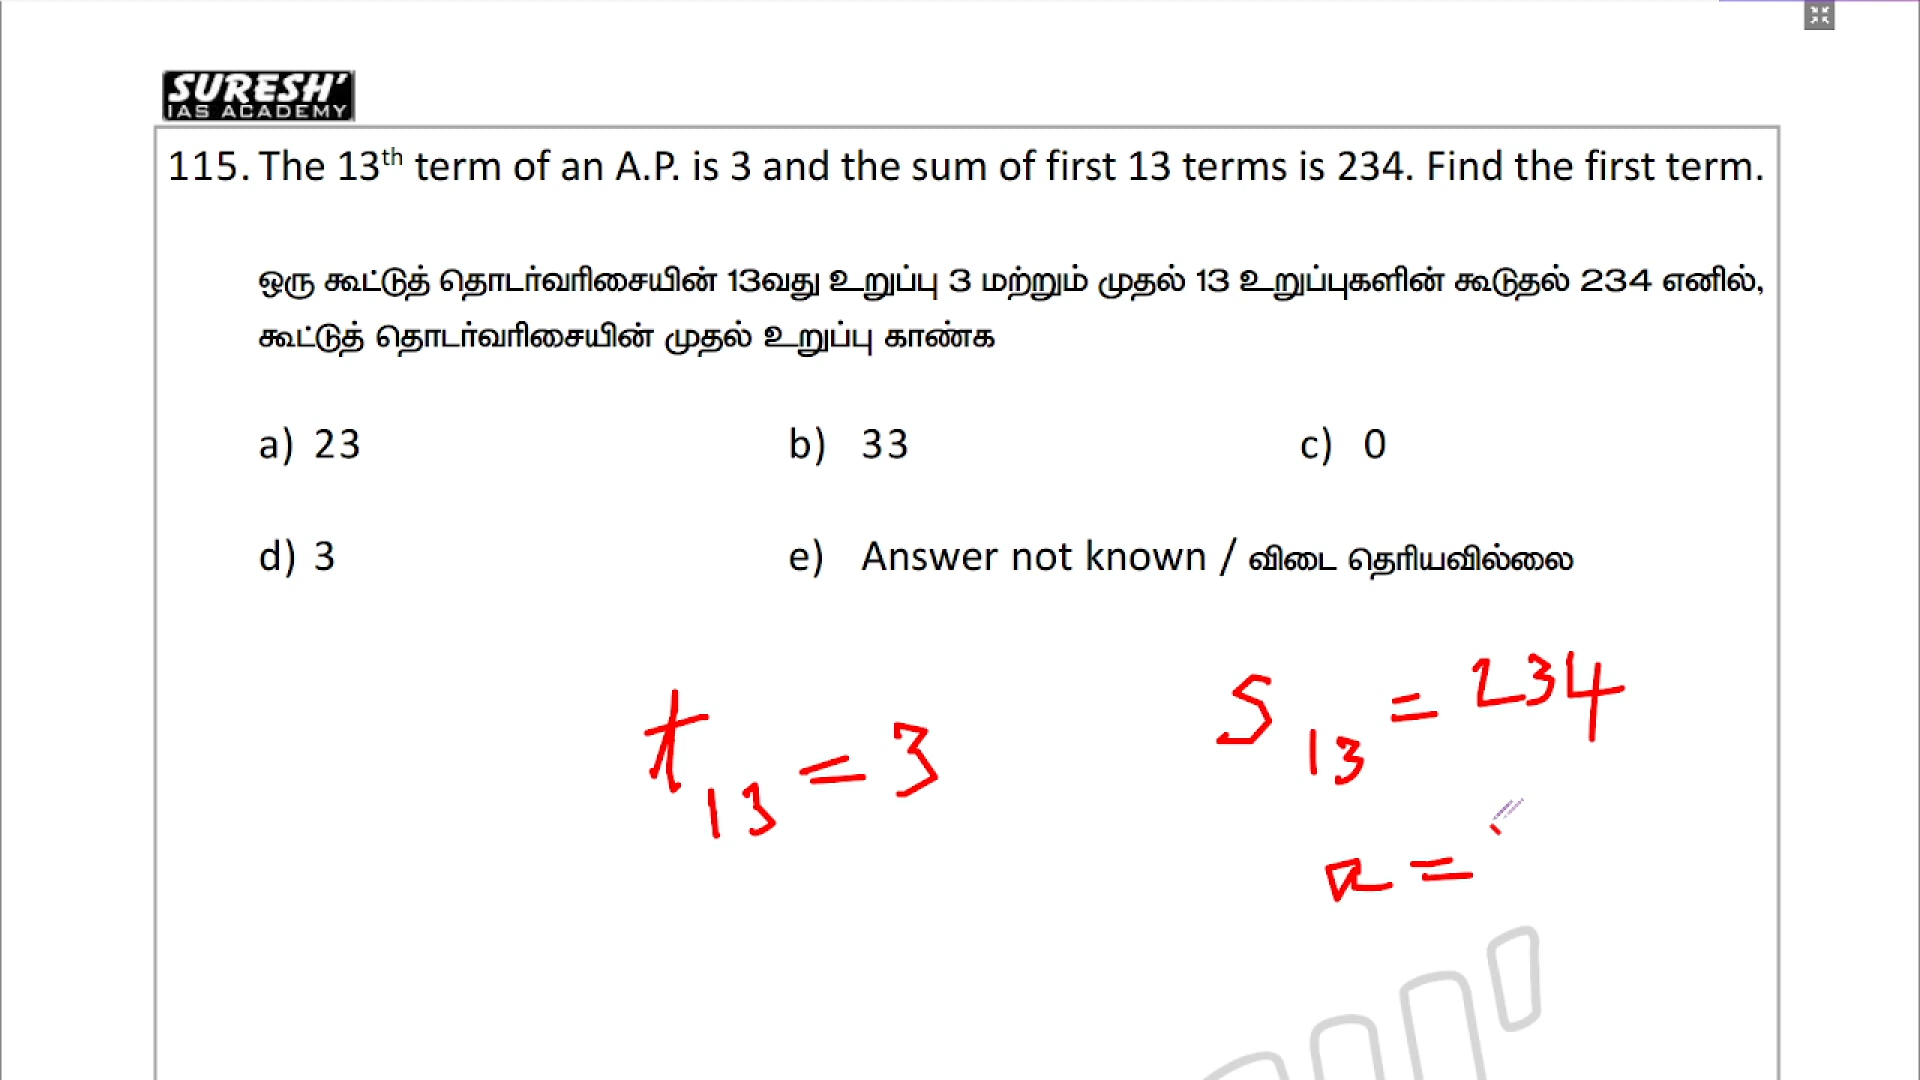 SURESH'
IAS ACADEMY
115. The 13th term of an A.P. is 3 and the sum of first 13 terms is 234. Find the first term.
ஒரு கூட்டுத் தொடர்வரிசையின் 13வது உறுப்பு 3 மற்றும் முதல் 13 உறுப்புகளின் கூடுதல் 234 எனில்,
கூட்டுத் தொடர்வரிசையின் முதல் உறுப்பு காண்க
a) 23 b) 33 c) 0
d) 3 e) Answer not known / விடை தெரியவில்லை
t13 = 3 S13 = 234
a =